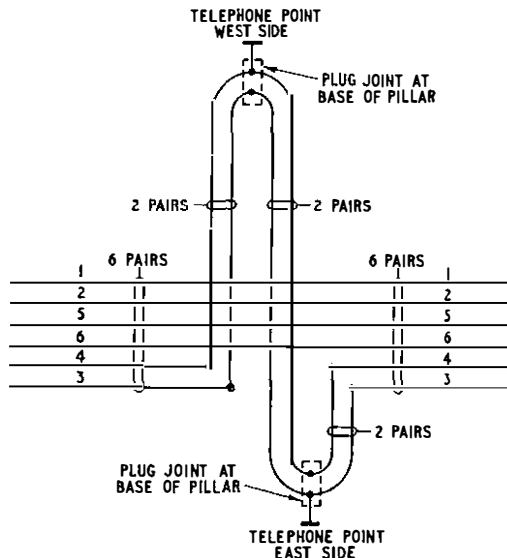 TELEPHONE POINT
WEST SIDE
PLUG JOINT AT
BASE OF PILLAR
2 PAIRS
2 PAIRS
6 PAIRS
6 PAIRS
1
1
2
2
5
5
6
6
4
4
3
3
2 PAIRS
PLUG JOINT AT
BASE OF PILLAR
TELEPHONE POINT
EAST SIDE